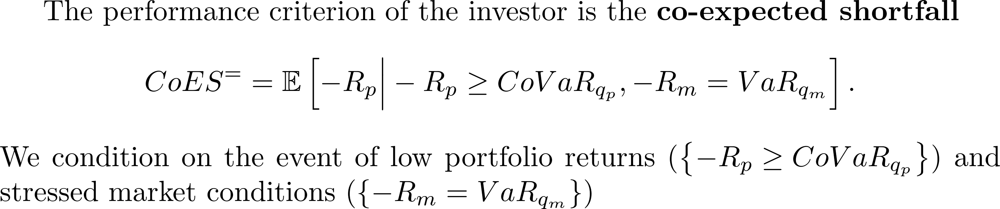 The performance criterion of the investor is the co-expected shortfall
$CoES^{=} = \mathbb{E}\left[-R_p \Big| -R_p \geq CoVaR_{q_p}, -R_m = VaR_{q_m}\right].$
We condition on the event of low portfolio returns ($\{-R_p \geq CoVaR_{q_p}\}$) and
stressed market conditions ($\{-R_m = VaR_{q_m}\}$)